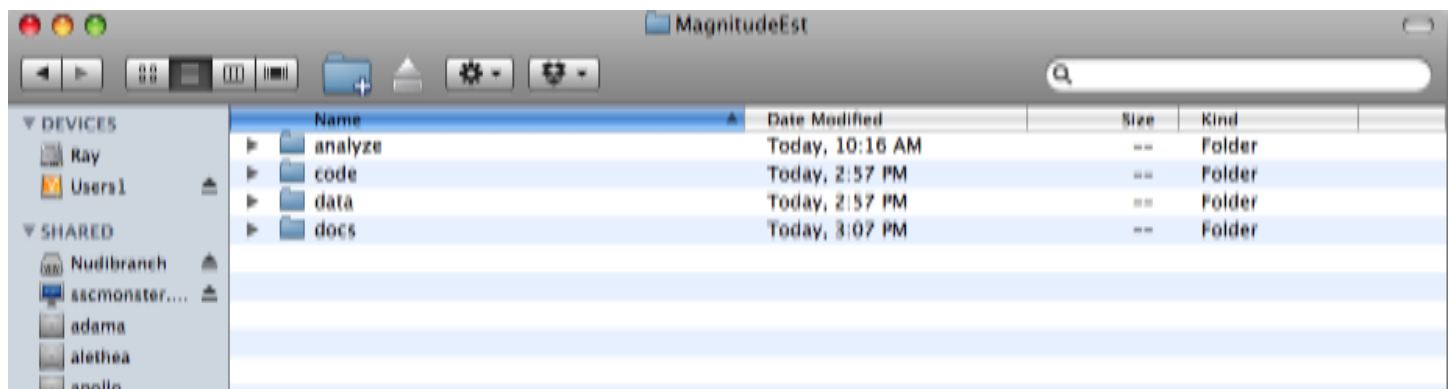 MagnitudeEst
Name Date Modified Size Kind
analyze Today, 10:16 AM -- Folder
code Today, 2:57 PM -- Folder
data Today, 2:57 PM -- Folder
docs Today, 3:07 PM -- Folder
DEVICES
Ray
Users1
SHARED
Nudibranch
sscmonster....
adama
alethea
apollo